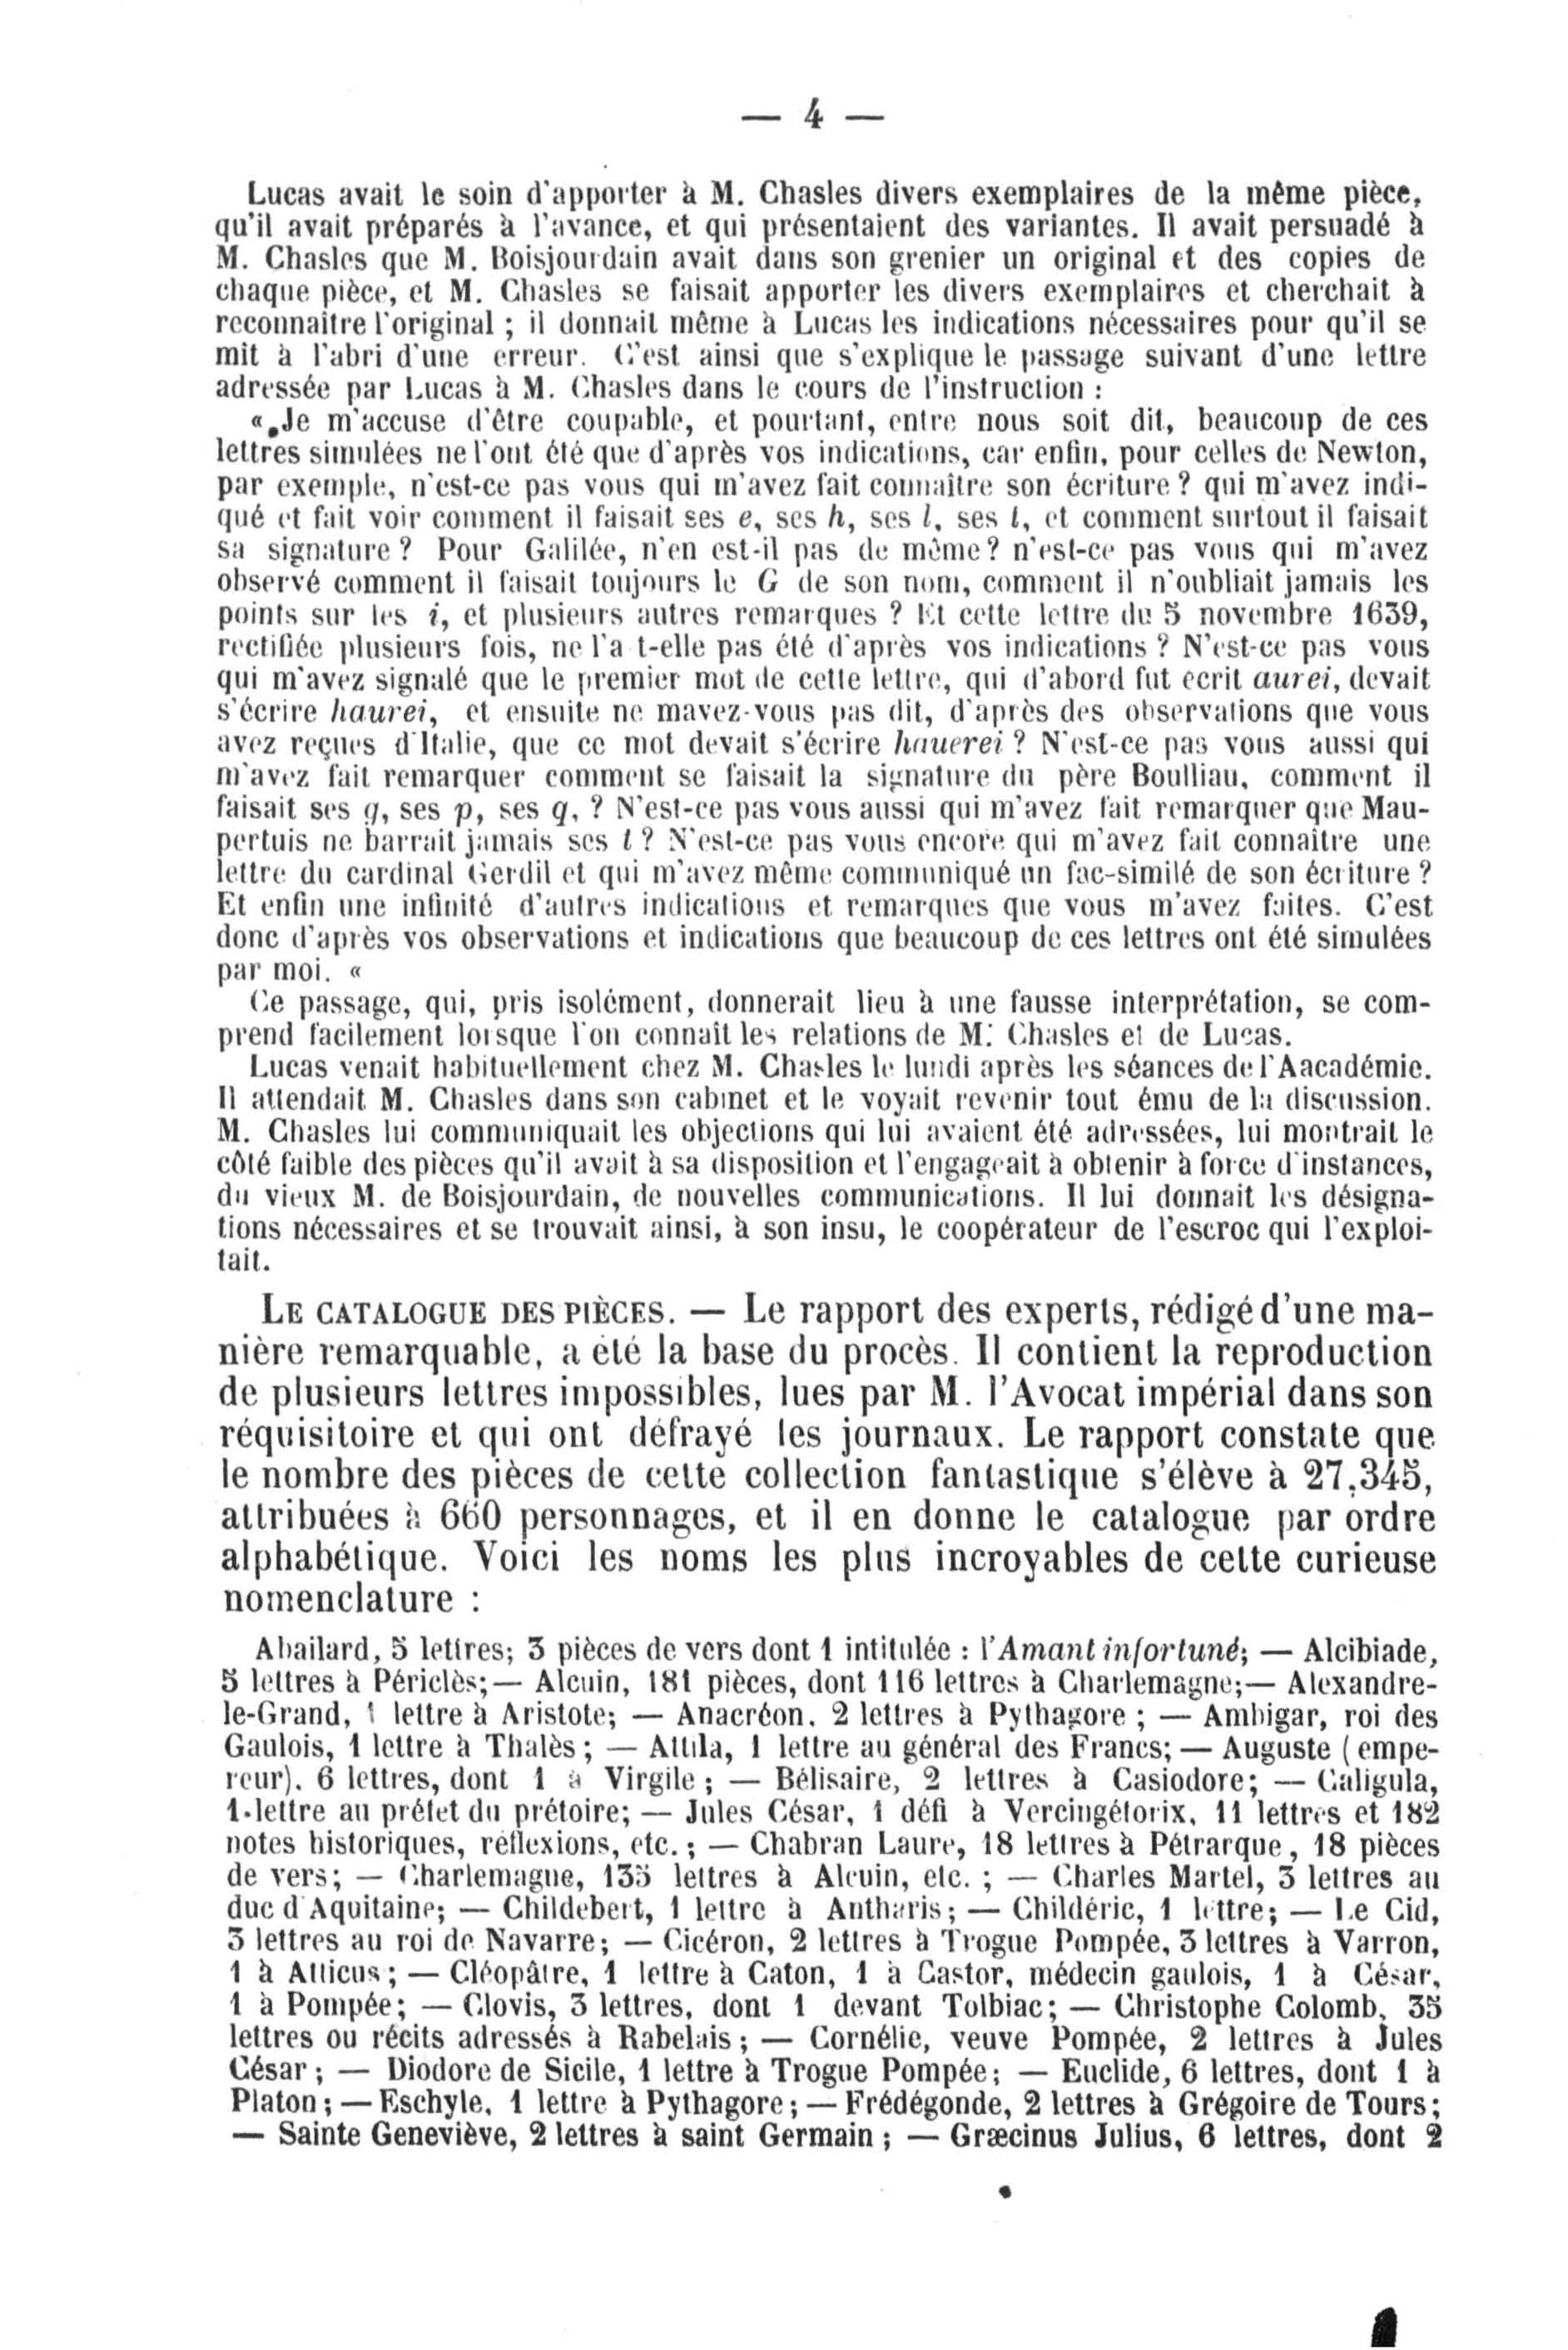 — 4 —
Lucas avait le soin d'apporter à M. Chasles divers exemplaires de la même pièce,
qu'il avait préparés à l'avance, et qui présentaient des variantes. Il avait persuadé à
M. Chasles que M. Boisjourdain avait dans son grenier un original et des copies de
chaque pièce, et M. Chasles se faisait apporter les divers exemplaires et cherchait à
reconnaitre l'original ; il donnait même à Lucas les indications nécessaires pour qu'il se
mit à l'abri d'une erreur. C'est ainsi que s'explique le passage suivant d'une lettre
adressée par Lucas à M. Chasles dans le cours de l'instruction :
« Je m'accuse d'être coupable, et pourtant, entre nous soit dit, beaucoup de ces
lettres simulées ne l'ont été que d'après vos indications, car enfin, pour celles de Newton,
par exemple, n'est-ce pas vous qui m'avez fait connaître son écriture ? qui m'avez indi-
qué et fait voir comment il faisait ses e, ses h, ses l, ses t, et comment surtout il faisait
sa signature ? Pour Galilée, n'en est-il pas de même ? n'est-ce pas vous qui m'avez
observé comment il faisait toujours le G de son nom, comment il n'oubliait jamais les
points sur les i, et plusieurs autres remarques ? Et cette lettre du 5 novembre 1639,
rectifiée plusieurs fois, ne l'a t-elle pas été d'après vos indications ? N'est-ce pas vous
qui m'avez signalé que le premier mot de cette lettre, qui d'abord fut ecrit aurei, devait
s'écrire haurei, et ensuite ne mavez-vous pas dit, d'après des observations que vous
avez reçues d'Italie, que ce mot devait s'écrire hauerei ? N'est-ce pas vous aussi qui
m'avez fait remarquer comment se faisait la signature du père Boulliau, comment il
faisait ses g, ses p, ses q, ? N'est-ce pas vous aussi qui m'avez fait remarquer que Mau-
pertuis ne barrait jamais ses t ? N'est-ce pas vous encore qui m'avez fait connaitre une
lettre du cardinal Gerdil et qui m'avez même communiqué un fac-similé de son écriture ?
Et enfin une infinité d'autres indications et remarques que vous m'avez faites. C'est
donc d'après vos observations et indications que beaucoup de ces lettres ont été simulées
par moi. «
Ce passage, qui, pris isolément, donnerait lieu à une fausse interprétation, se com-
prend facilement lorsque l'on connaît les relations de M. Chasles et de Lucas.
Lucas venait habituellement chez M. Chasles le lundi après les séances de l'Aacadémie.
Il attendait M. Chasles dans son cabinet et le voyait revenir tout ému de la discussion.
M. Chasles lui communiquait les objections qui lui avaient été adressées, lui montrait le
côté faible des pièces qu'il avait à sa disposition et l'engageait à obtenir à force d'instances,
du vieux M. de Boisjourdain, de nouvelles communications. Il lui donnait les désigna-
tions nécessaires et se trouvait ainsi, à son insu, le coopérateur de l'escroc qui l'exploi-
tait.
LE CATALOGUE DES PIÈCES. — Le rapport des experts, rédigé d'une ma-
nière remarquable, a été la base du procès. Il contient la reproduction
de plusieurs lettres impossibles, lues par M. l'Avocat impérial dans son
réquisitoire et qui ont défrayé les journaux. Le rapport constate que
le nombre des pièces de cette collection fantastique s'élève à 27,345,
attribuées à 660 personnages, et il en donne le catalogue par ordre
alphabétique. Voici les noms les plus incroyables de cette curieuse
nomenclature :
Abailard, 5 lettres; 3 pièces de vers dont 1 intitulée : l'Amant infortuné; — Alcibiade,
5 lettres à Périclès;— Alcuin, 181 pièces, dont 116 lettres à Charlemagne;— Alexandre-
le-Grand, 1 lettre à Aristote; — Anacréon, 2 lettres à Pythagore ; — Ambigar, roi des
Gaulois, 1 lettre à Thalès ; — Attila, 1 lettre au général des Francs; — Auguste (empe-
reur), 6 lettres, dont 1 à Virgile ; — Bélisaire, 2 lettres à Casiodore; — Caligula,
1 lettre au préfet du prétoire; — Jules César, 1 défi à Vercingétorix, 11 lettres et 182
notes historiques, réflexions, etc. ; — Chabran Laure, 18 lettres à Pétrarque, 18 pièces
de vers; — Charlemagne, 135 lettres à Alcuin, etc. ; — Charles Martel, 3 lettres au
duc d'Aquitaine; — Childebert, 1 lettre à Antharis; — Childéric, 1 lettre; — Le Cid,
3 lettres au roi de Navarre; — Cicéron, 2 lettres à Trogue Pompée, 3 lettres à Varron,
1 à Atticus; — Cléopâtre, 1 lettre à Caton, 1 à Castor, médecin gaulois, 1 à César,
1 à Pompée; — Clovis, 3 lettres, dont 1 devant Tolbiac; — Christophe Colomb, 35
lettres ou récits adressés à Rabelais ; — Cornélie, veuve Pompée, 2 lettres à Jules
César ; — Diodore de Sicile, 1 lettre à Trogue Pompée; — Euclide, 6 lettres, dont 1 à
Platon ; — Eschyle, 1 lettre à Pythagore ; — Frédégonde, 2 lettres à Grégoire de Tours;
— Sainte Geneviève, 2 lettres à saint Germain ; — Græcinus Julius, 6 lettres, dont 2